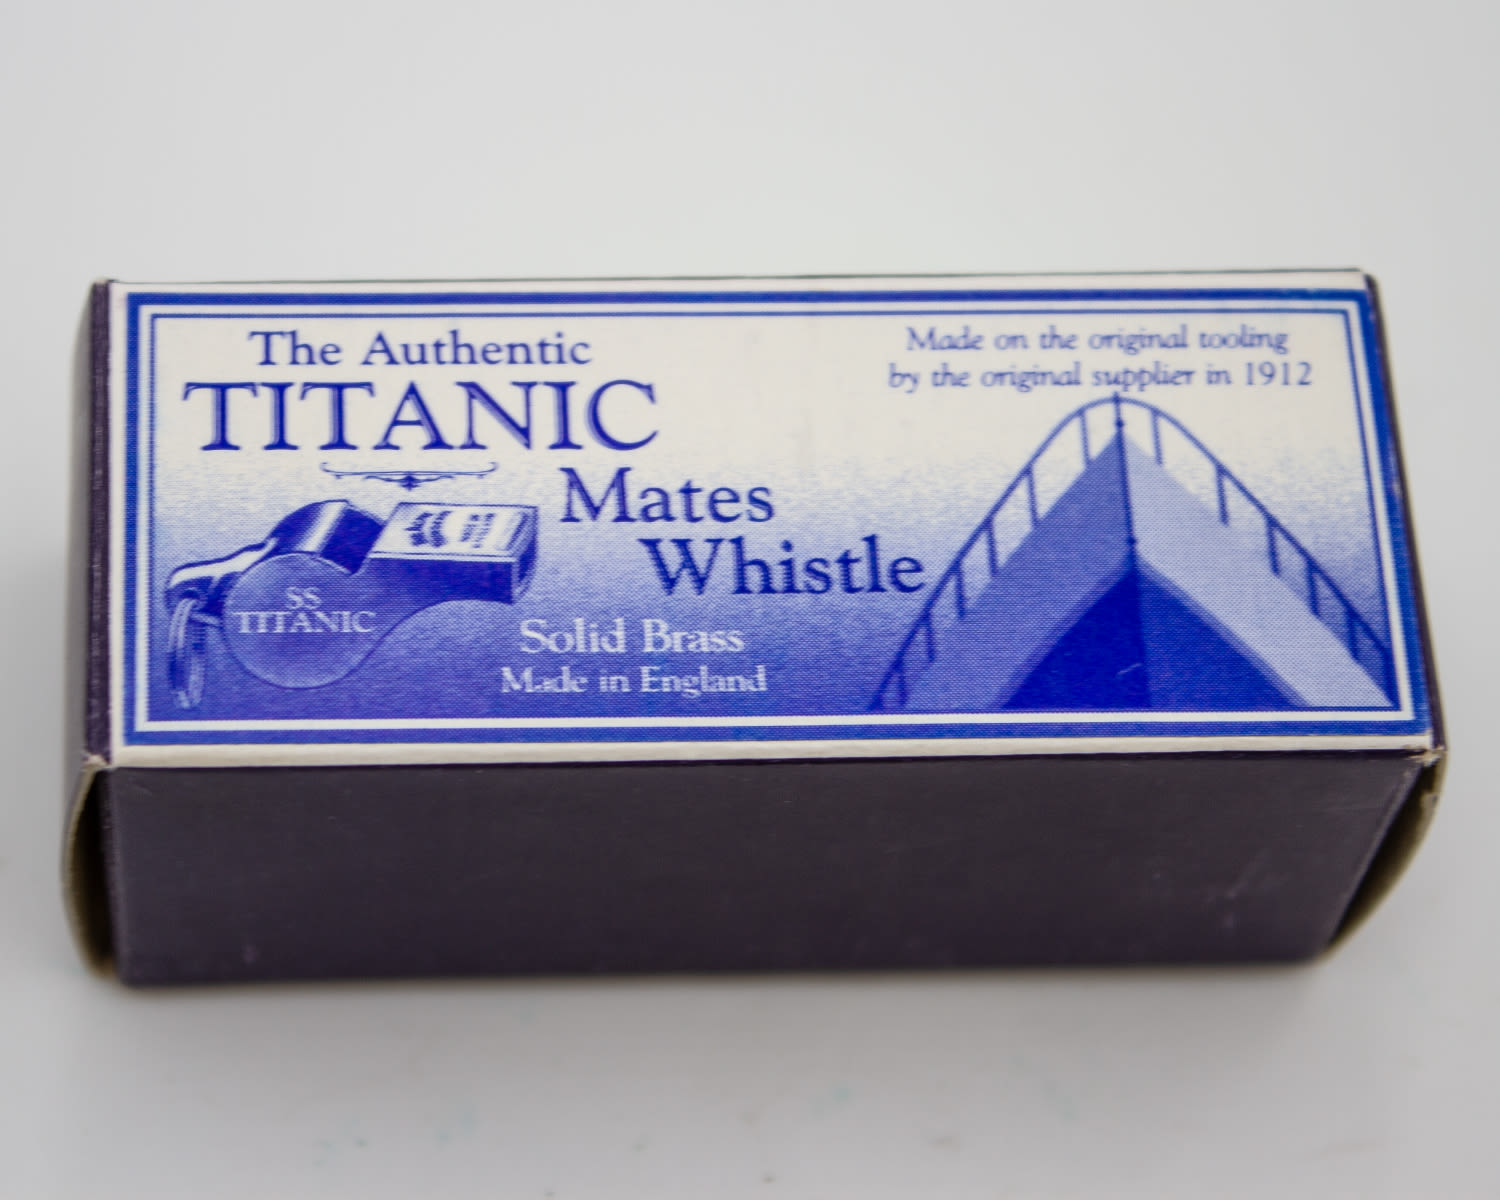 The Authentic
TITANIC
Mates
Whistle
SS
TITANIC
Solid Brass
Made in England
Made on the original tooling
by the original supplier in 1912